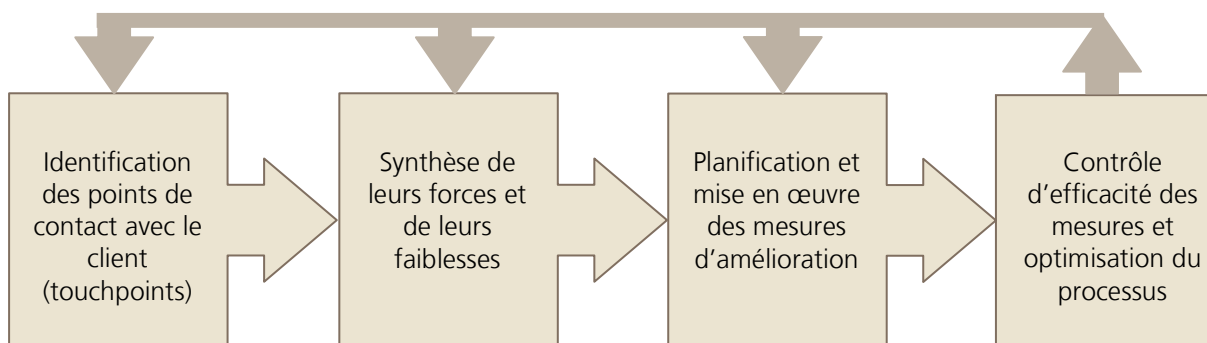 Identification
des points de
contact avec le
client
(touchpoints)
Synthèse de
leurs forces et
de leurs
faiblesses
Planification et
mise en œuvre
des mesures
d’amélioration
Contrôle
d’efficacité des
mesures et
optimisation du
processus